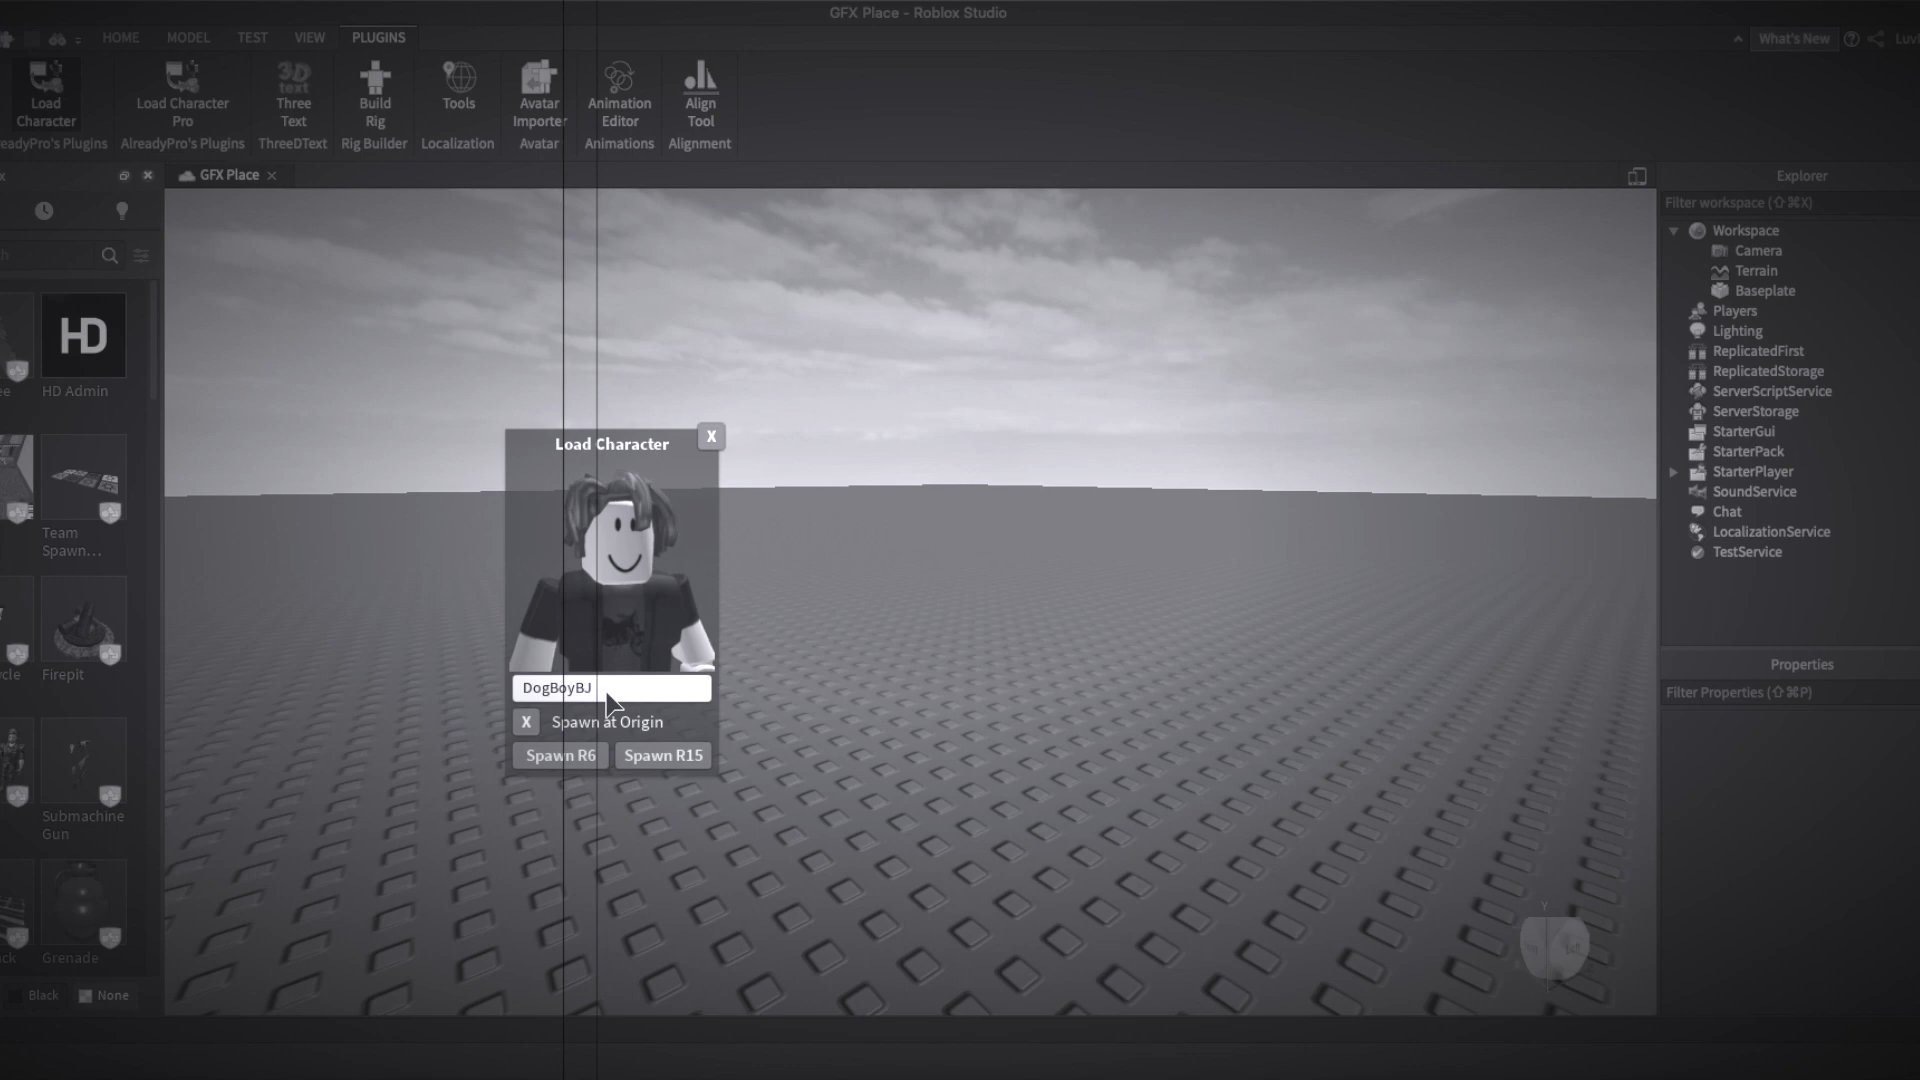 GFX Place - Roblox Studio
HOME MODEL TEST VIEW PLUGINS
What's New
Load Character
Load Character Pro
3D text
Three Text
Build Rig
Tools
Avatar Importer
Animation Editor
Align Tool
eadyPro's Plugins
AlreadyPro's Plugins
ThreeDText
Rig Builder
Localization
Avatar
Animations
Alignment
GFX Place
Explorer
Filter workspace (⇧⌘X)
Workspace
Camera
Terrain
Baseplate
Players
Lighting
ReplicatedFirst
ReplicatedStorage
ServerScriptService
ServerStorage
StarterGui
StarterPack
StarterPlayer
SoundService
Chat
LocalizationService
TestService
Properties
Filter Properties (⇧⌘P)
HD
HD Admin
Team Spawn...
Firepit
Submachine Gun
Grenade
Black
None
Load Character
X
DogBoyBJ
X Spawn at Origin
Spawn R6
Spawn R15
Y